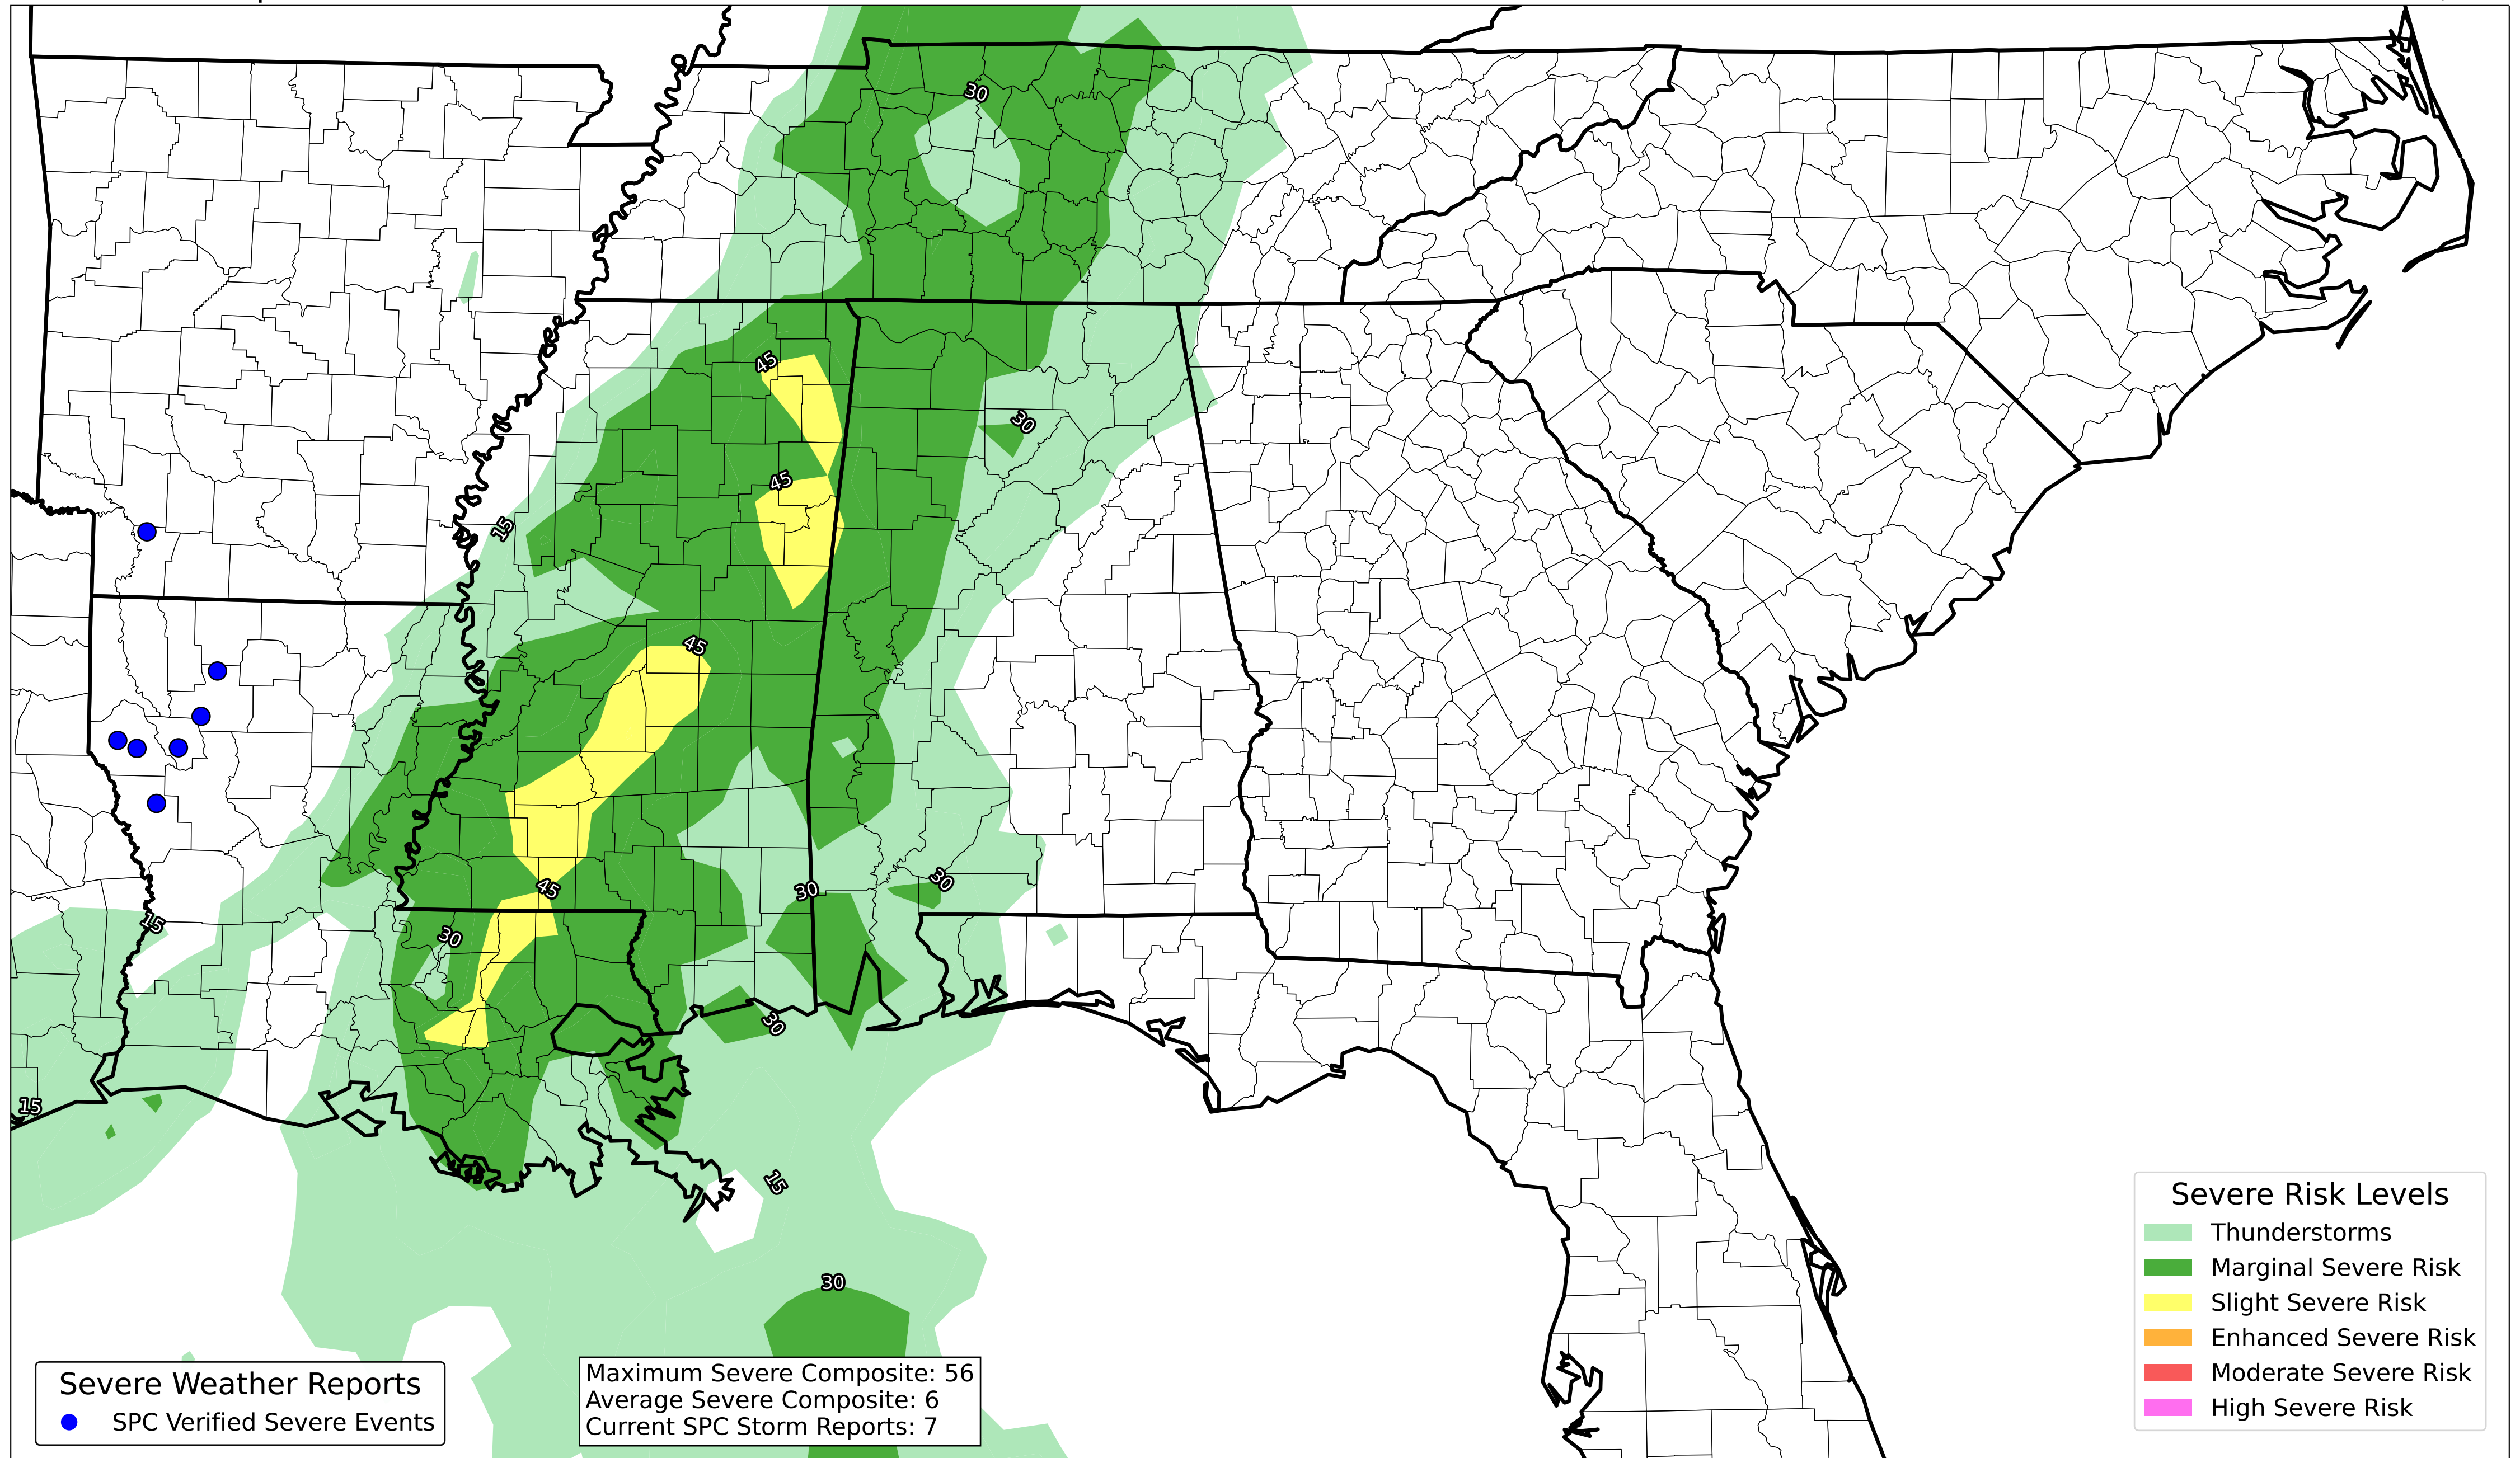 30
45
30
45
15
45
30
45
30
30
15
15
30
15
30
Severe Risk Levels
Thunderstorms
Marginal Severe Risk
Slight Severe Risk
Enhanced Severe Risk
Moderate Severe Risk
High Severe Risk
Severe Weather Reports
SPC Verified Severe Events
Maximum Severe Composite: 56
Average Severe Composite: 6
Current SPC Storm Reports: 7